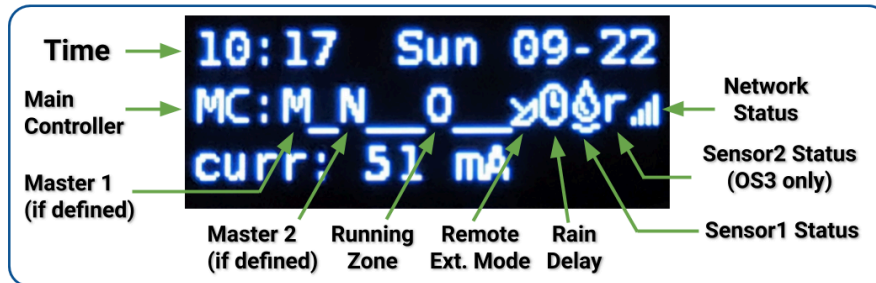 Time
10:17 Sun 09-22
Main
Controller
MC:M_N___O___r
Network
Status
curr: 51 mA
Sensor2 Status
(OS3 only)
Master 1
(if defined)
Master 2
(if defined)
Running
Zone
Remote
Ext. Mode
Rain
Delay
Sensor1 Status